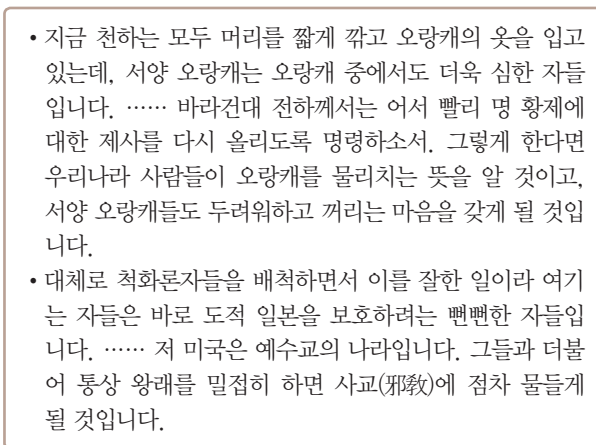 • 지금 천하는 모두 머리를 짧게 깎고 오랑캐의 옷을 입고
있는데, 서양 오랑캐는 오랑캐 중에서도 더욱 심한 자들
입니다. …… 바라건대 전하께서는 어서 빨리 명 황제에
대한 제사를 다시 올리도록 명령하소서. 그렇게 한다면
우리나라 사람들이 오랑캐를 물리치는 뜻을 알 것이고,
서양 오랑캐들도 두려워하고 꺼리는 마음을 갖게 될 것입
니다.
• 대체로 척화론자들을 배척하면서 이를 잘한 일이라 여기
는 자들은 바로 도적 일본을 보호하려는 뻔뻔한 자들입
니다. …… 저 미국은 예수교의 나라입니다. 그들과 더불
어 통상 왕래를 밀접히 하면 사교(邪敎)에 점차 물들게
될 것입니다.